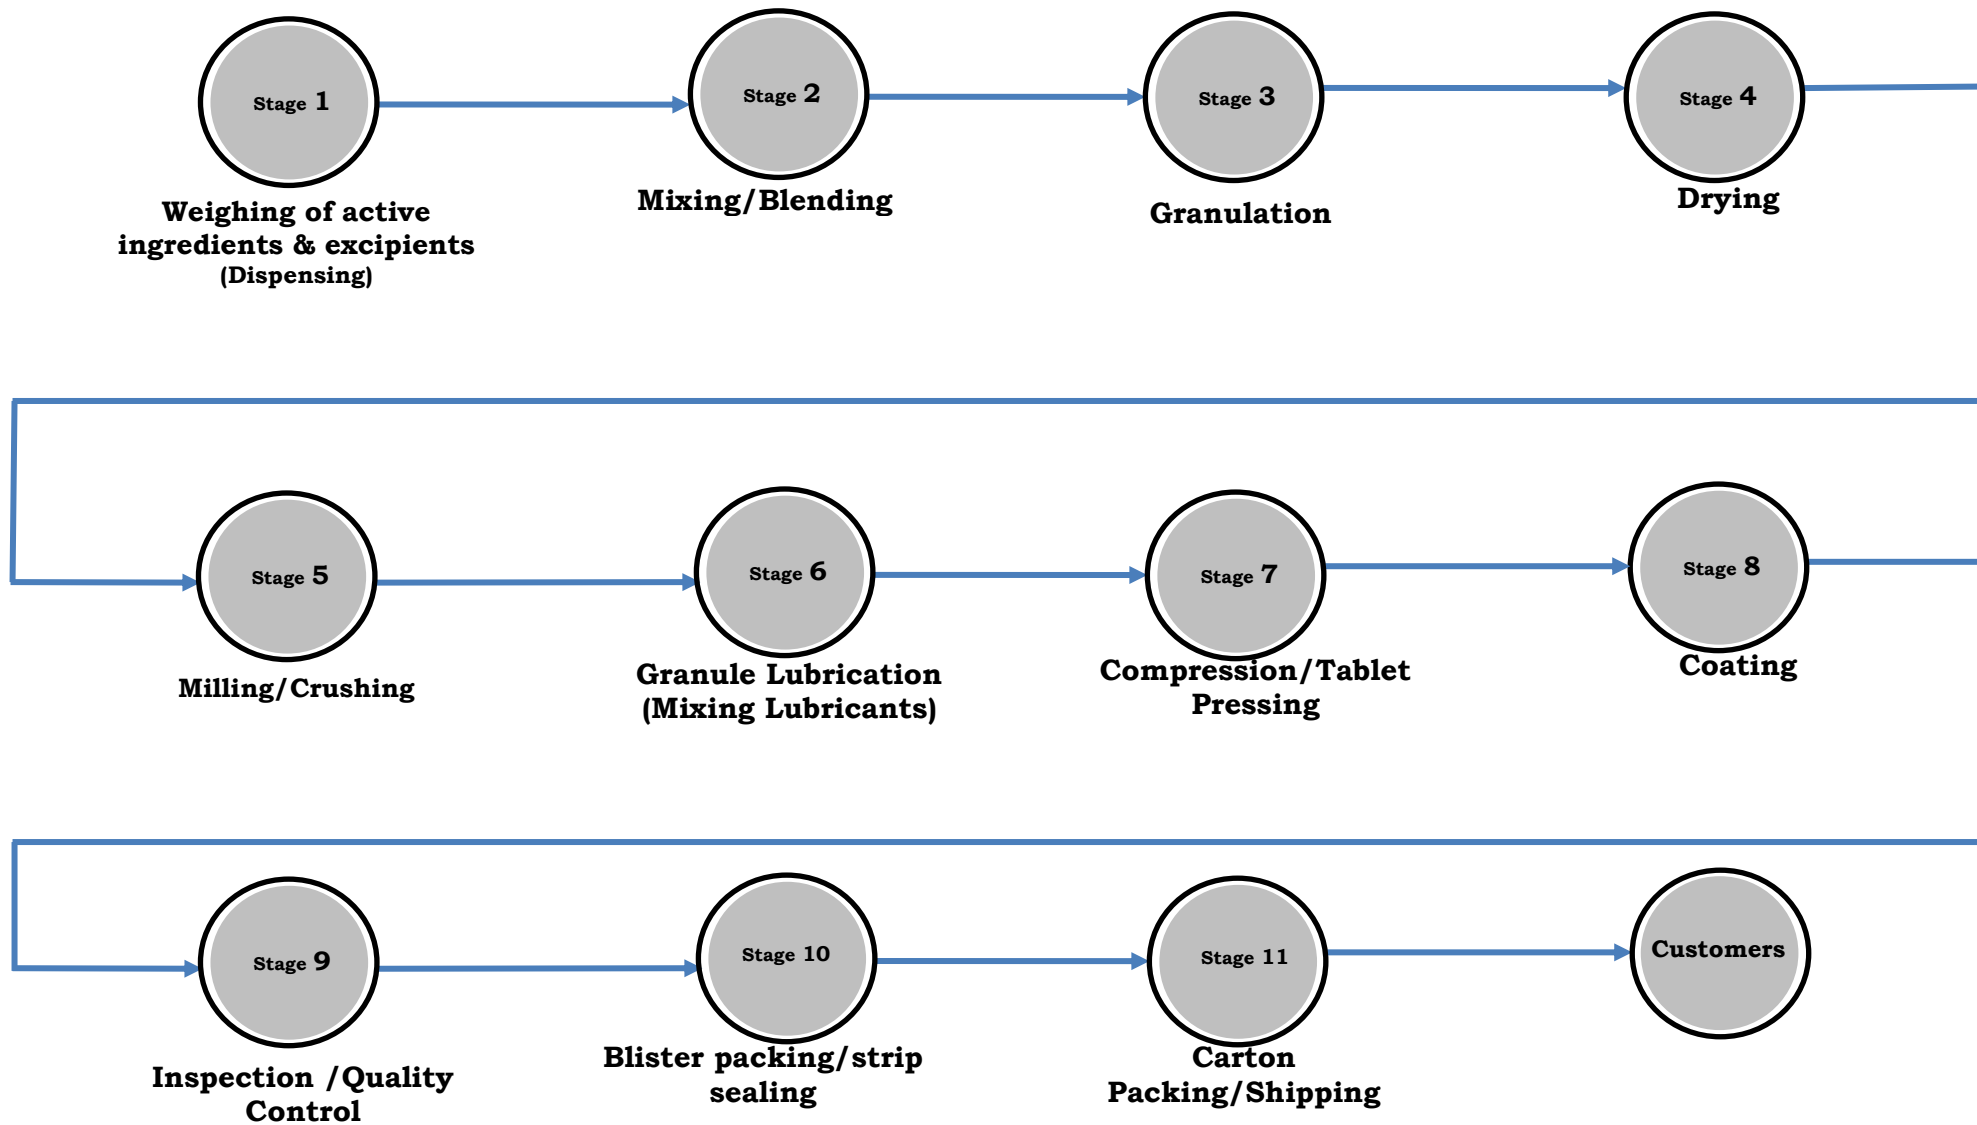 Stage 1
Stage 2
Stage 3
Stage 4
Weighing of active
ingredients & excipients
(Dispensing)
Mixing/Blending
Granulation
Drying
Stage 5
Stage 6
Stage 7
Stage 8
Milling/Crushing
Granule Lubrication
(Mixing Lubricants)
Compression/Tablet
Pressing
Coating
Stage 9
Stage 10
Stage 11
Customers
Inspection /Quality
Control
Blister packing/strip
sealing
Carton
Packing/Shipping